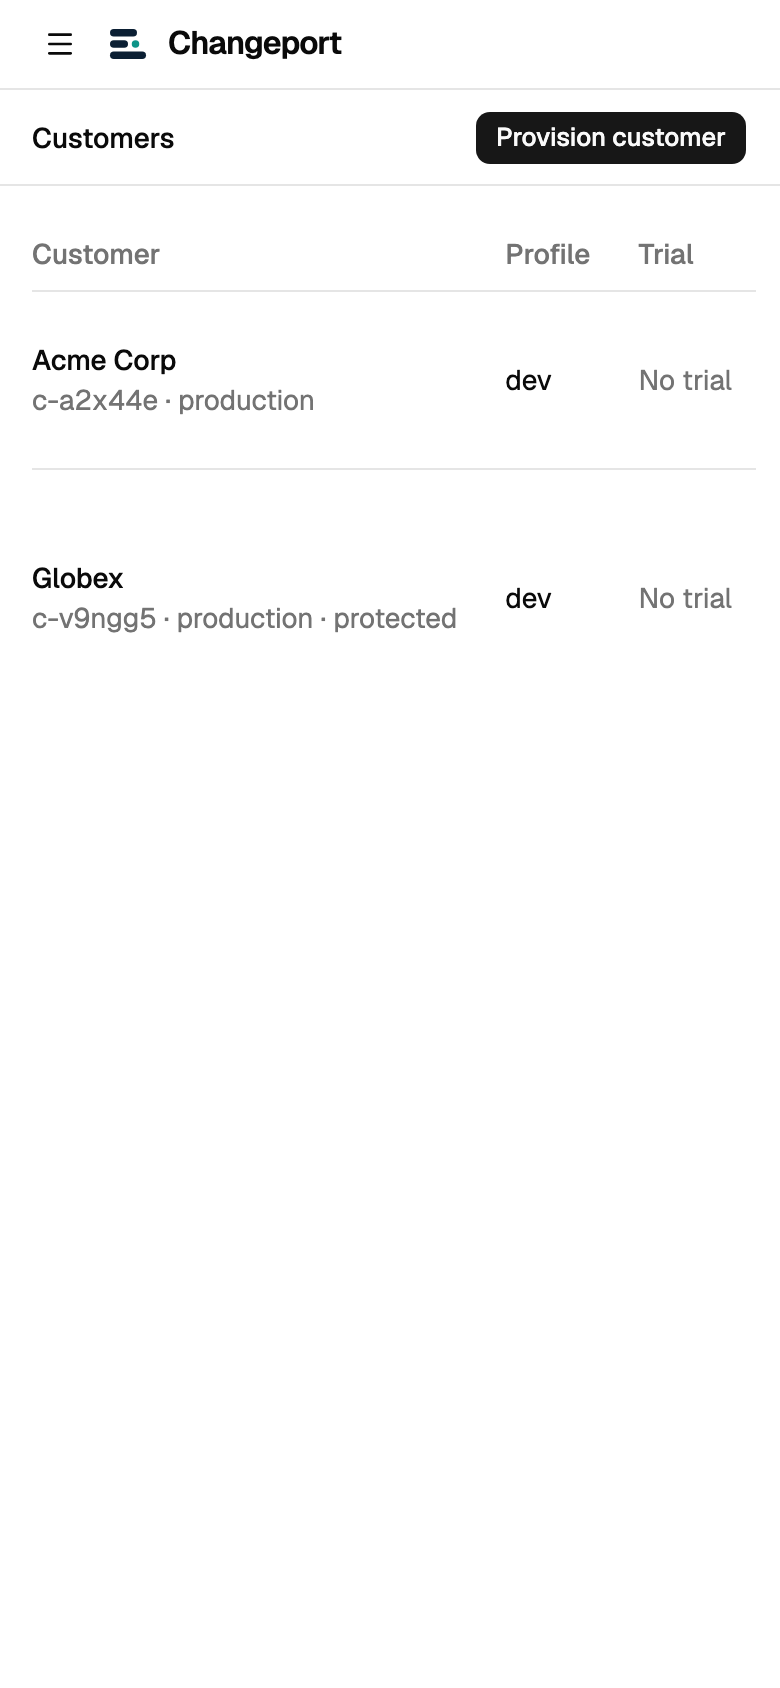 Changeport
Customers
Provision customer
Customer Profile Trial
Acme Corp
c-a2x44e · production
dev
No trial
Globex
c-v9ngg5 · production · protected
dev
No trial